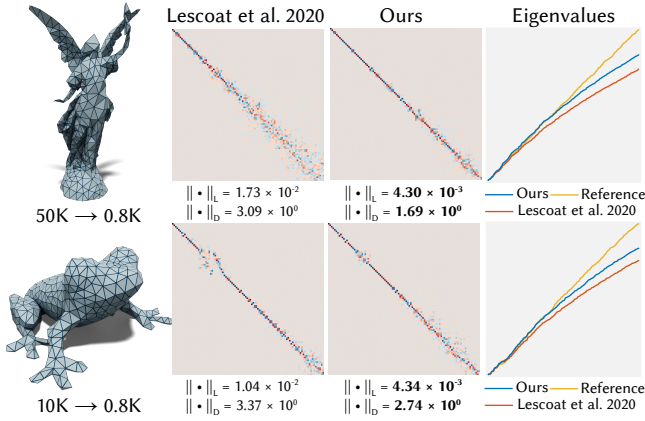 Lescoat et al. 2020 Ours Eigenvalues
|| • ||L = 1.73 × 10⁻² || • ||L = 4.30 × 10⁻³ Ours Reference
|| • ||D = 3.09 × 10⁰ || • ||D = 1.69 × 10⁰ Lescoat et al. 2020
50K → 0.8K
|| • ||L = 1.04 × 10⁻² || • ||L = 4.34 × 10⁻³ Ours Reference
|| • ||D = 3.37 × 10⁰ || • ||D = 2.74 × 10⁰ Lescoat et al. 2020
10K → 0.8K